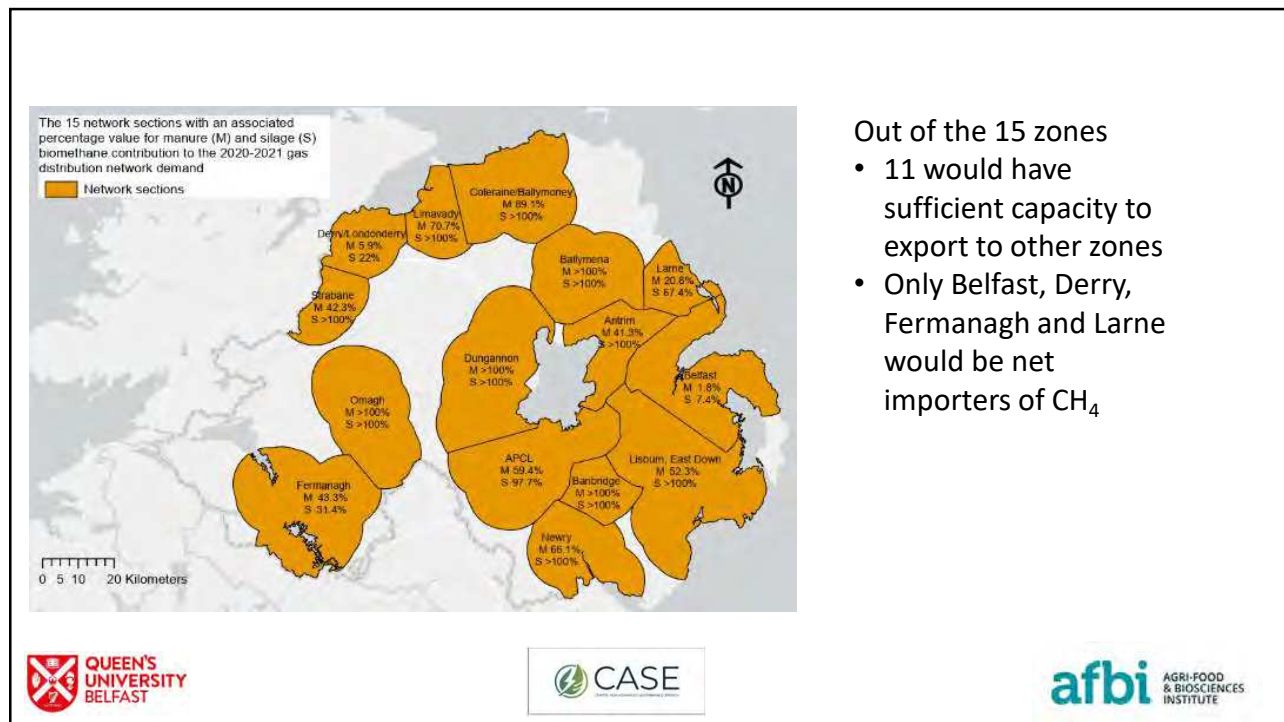 The 15 network sections with an associated
percentage value for manure (M) and silage (S)
biomethane contribution to the 2020-2021 gas
distribution network demand
Network sections
N
Coleraine/Ballymoney
M 89.1%
S >100%
Limavady
M 70.7%
S >100%
Derry/Londonderry
M 5.9%
S 22%
Strabane
M 42.3%
S >100%
Ballymena
M >100%
S >100%
Larne
M 20.8%
S 67.4%
Antrim
M 41.3%
S >100%
Dungannon
M >100%
S >100%
Belfast
M 1.8%
S 7.4%
Omagh
M >100%
S >100%
APCL
M 59.4%
S 97.7%
Lisburn, East Down
M 52.3%
S >100%
Banbridge
M >100%
S >100%
Fermanagh
M 43.3%
S 31.4%
Newry
M 66.1%
S >100%
0 5 10 20 Kilometers
Out of the 15 zones
• 11 would have
sufficient capacity to
export to other zones
• Only Belfast, Derry,
Fermanagh and Larne
would be net
importers of CH₄
QUEEN'S
UNIVERSITY
BELFAST
CASE
afbi
AGRI-FOOD
& BIOSCIENCES
INSTITUTE